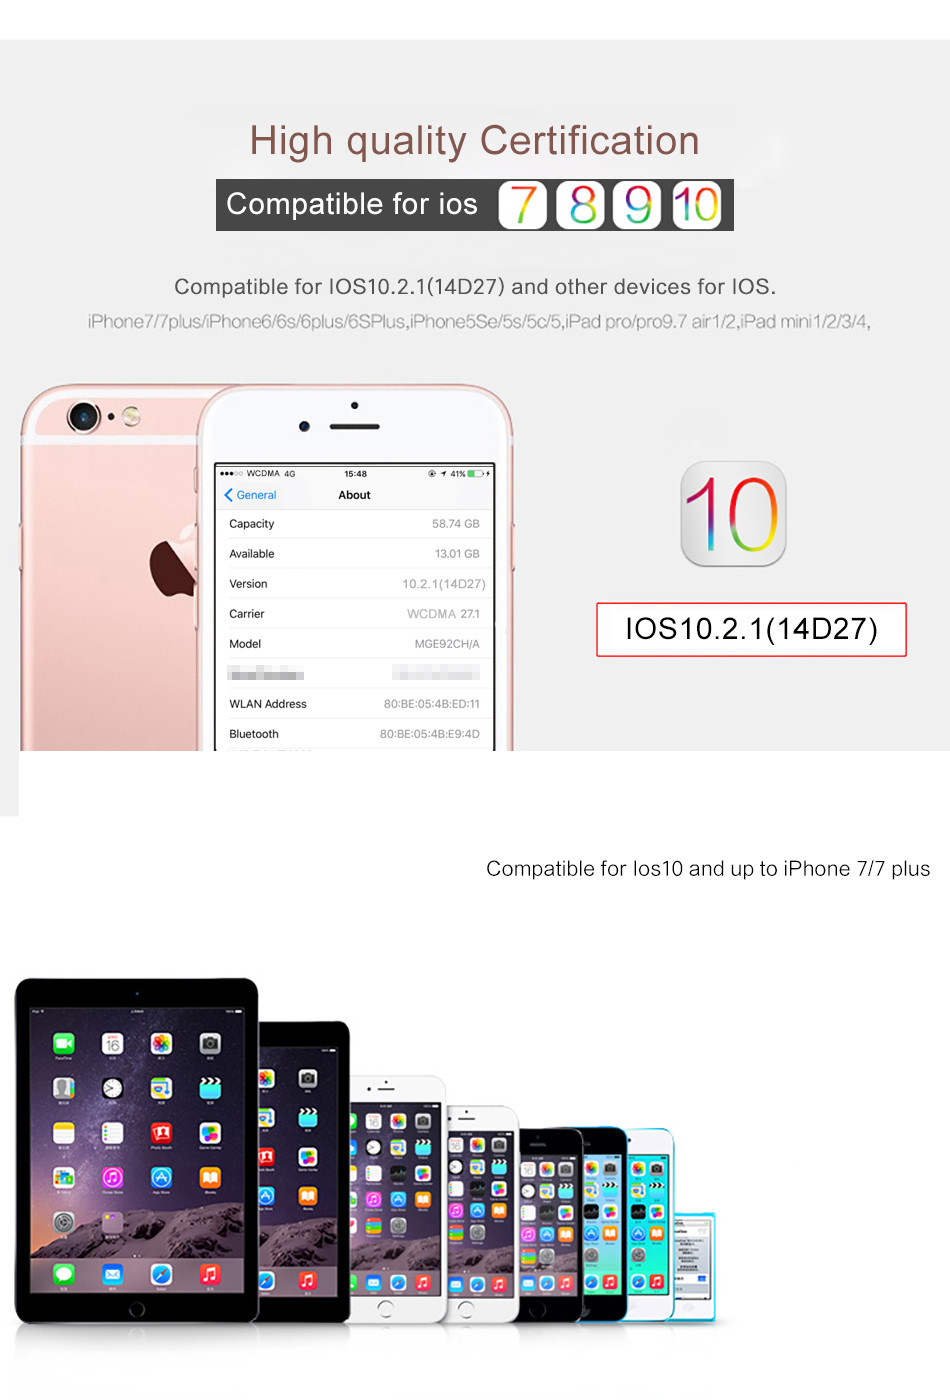 High quality Certification
Compatible for ios 7 8 9 10
Compatible for IOS10.2.1(14D27) and other devices for IOS.
iPhone7/7plus/iPhone6/6s/6plus/6SPlus,iPhone5Se/5s/5c/5,iPad pro/pro9.7 air1/2,iPad mini1/2/3/4,
WCDMA 4G 15:48 41%
General About
Capacity 58.74 GB
Available 13.01 GB
Version 10.2.1(14D27)
Carrier WCDMA 27.1
Model MGE92CH/A
WLAN Address 80:BE:05:4B:ED:11
Bluetooth 80:BE:05:4B:E9:4D
10
IOS10.2.1(14D27)
Compatible for Ios10 and up to iPhone 7/7 plus
16